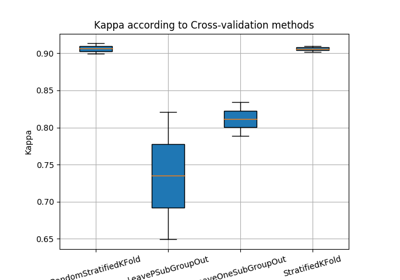 Kappa according to Cross-validation methods
0.90
0.85
0.80
0.75
0.70
0.65
Kappa
StratifiedKFold